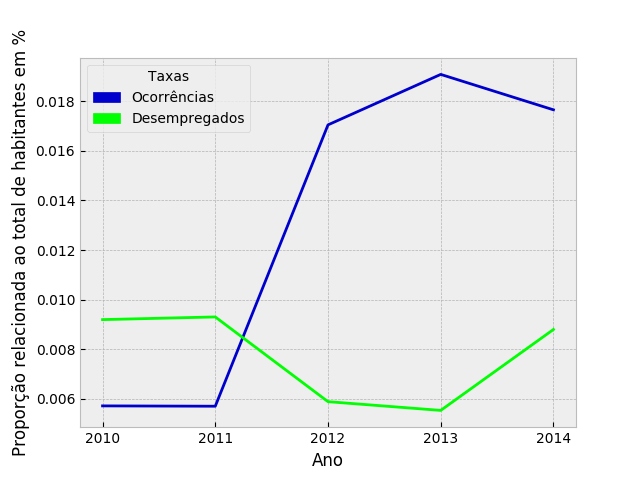 Proporção relacionada ao total de habitantes em %
Taxas
Ocorrências
Desempregados
0.018
0.016
0.014
0.012
0.010
0.008
0.006
2010 2011 2012 2013 2014
Ano